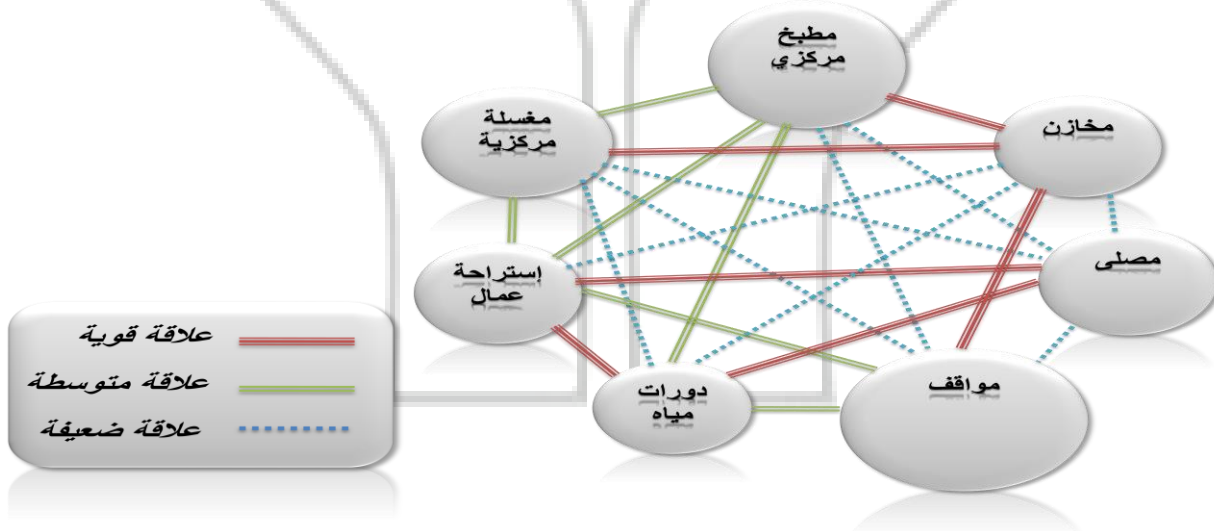 مطبخ
مركزي
مغسلة
مركزية
مخازن
إستراحة
عمال
مصلى
دورات
مياه
مواقف
علاقة قوية
علاقة متوسطة
علاقة ضعيفة